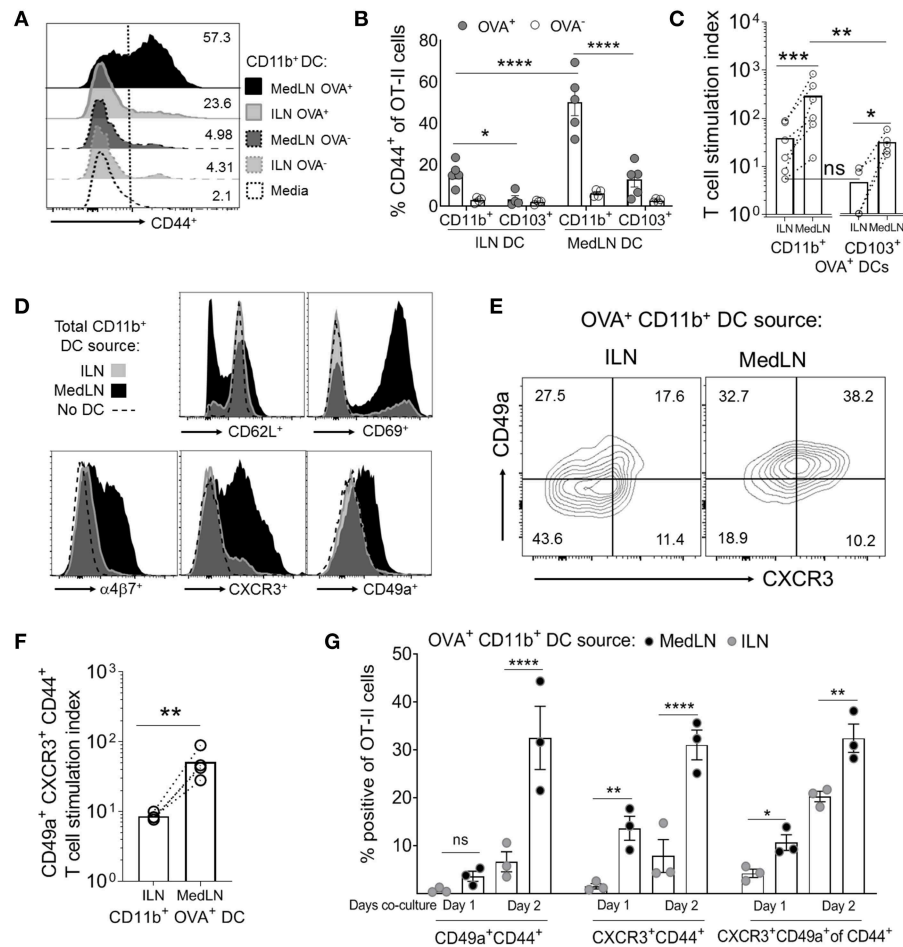 A
57.3
23.6
4.98
4.31
2.1
CD44⁺
CD11b⁺ DC:
MedLN OVA⁺
ILN OVA⁺
MedLN OVA⁻
ILN OVA⁻
Media
B
OVA⁺ OVA⁻
% CD44⁺ of OT-II cells
80
60
40
20
0
****
****
*
CD11b⁺ CD103⁺ CD11b⁺ CD103⁺
ILN DC MedLN DC
C
T cell stimulation index
10⁴
10³
10²
10¹
10⁰
**
***
*
ns
ILN MedLN ILN MedLN
CD11b⁺ CD103⁺
OVA⁺ DCs
D
Total CD11b⁺
DC source:
ILN
MedLN
No DC
CD62L⁺ CD69⁺
α4β7⁺ CXCR3⁺ CD49a⁺
E
OVA⁺ CD11b⁺ DC source:
ILN MedLN
CD49a
27.5 17.6 32.7 38.2
43.6 11.4 18.9 10.2
CXCR3
F
CD49a⁺ CXCR3⁺ CD44⁺
T cell stimulation index
10³
10²
10¹
10⁰
**
ILN MedLN
CD11b⁺ OVA⁺ DC
G
OVA⁺ CD11b⁺ DC source: MedLN ILN
% positive of OT-II cells
50
40
30
20
10
0
ns **** ** **** * **
Days co-culture Day 1 Day 2 Day 1 Day 2 Day 1 Day 2
CD49a⁺CD44⁺ CXCR3⁺CD44⁺ CXCR3⁺CD49a⁺of CD44⁺